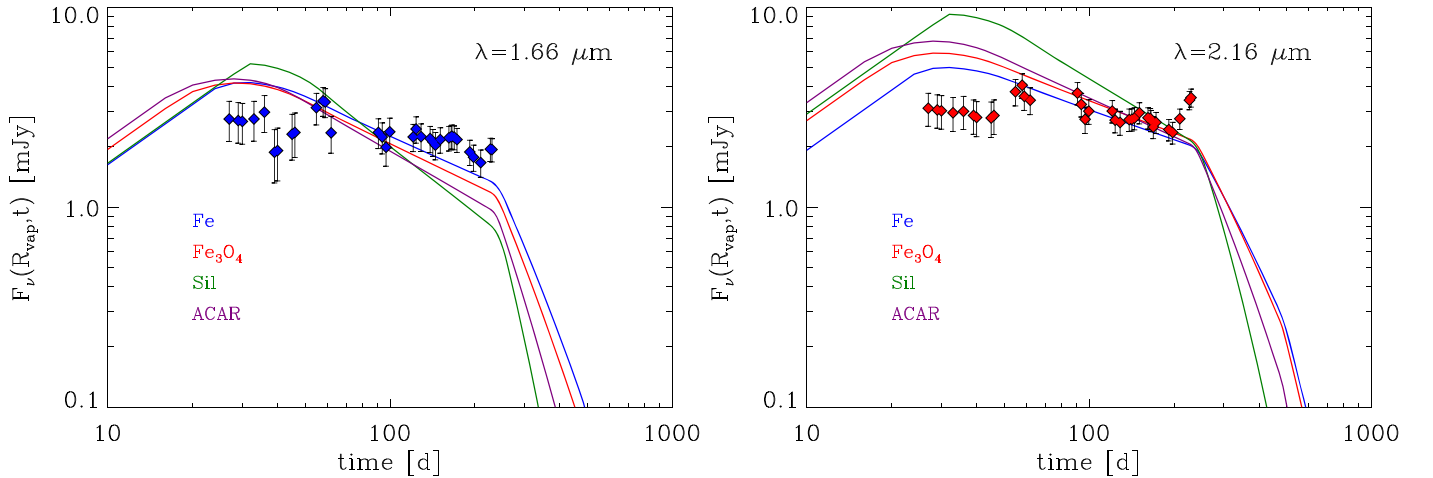 10.0
1.0
0.1
F_ν(R_vap,t) [mJy]
λ=1.66 μm
Fe
Fe₃O₄
Sil
ACAR
10 100 1000
time [d]
10.0
1.0
0.1
F_ν(R_vap,t) [mJy]
λ=2.16 μm
Fe
Fe₃O₄
Sil
ACAR
10 100 1000
time [d]